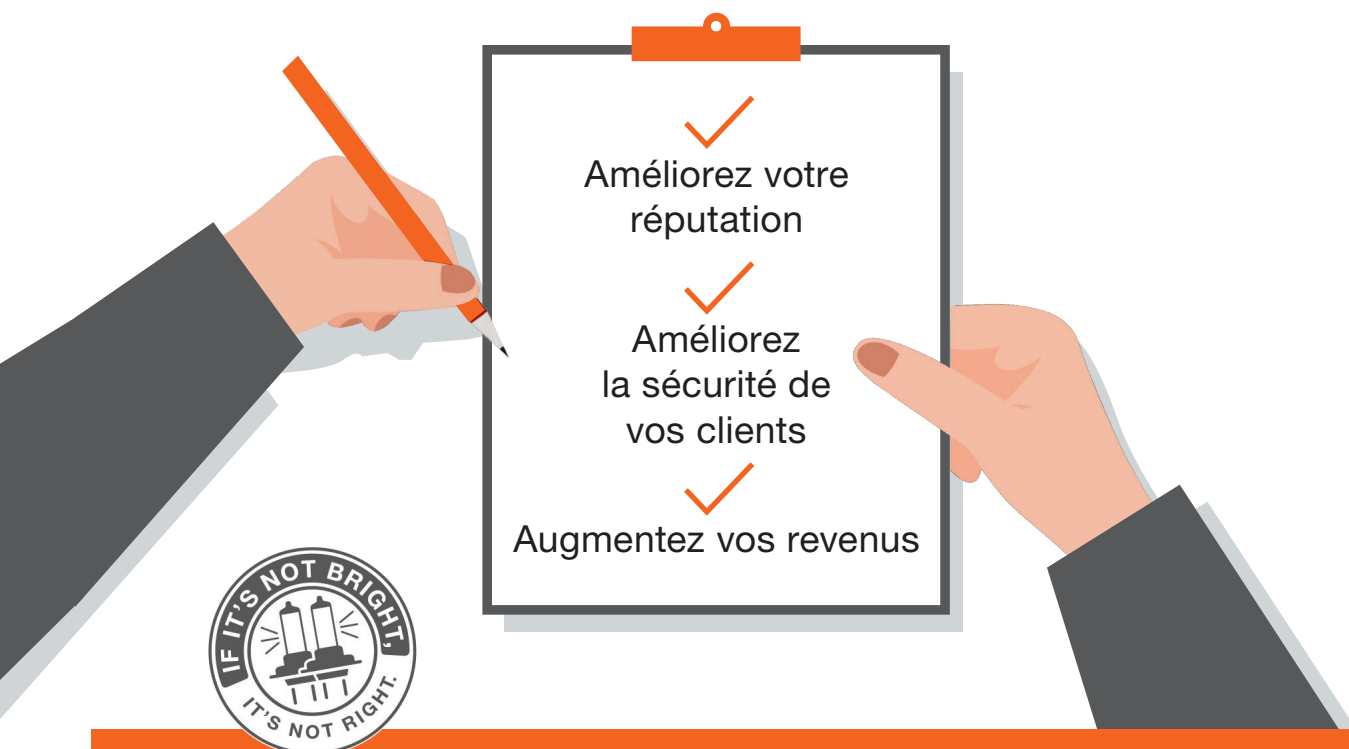 Améliorez votre
réputation
Améliorez
la sécurité de
vos clients
Augmentez vos revenus
IF IT'S NOT BRIGHT,
IT'S NOT RIGHT.